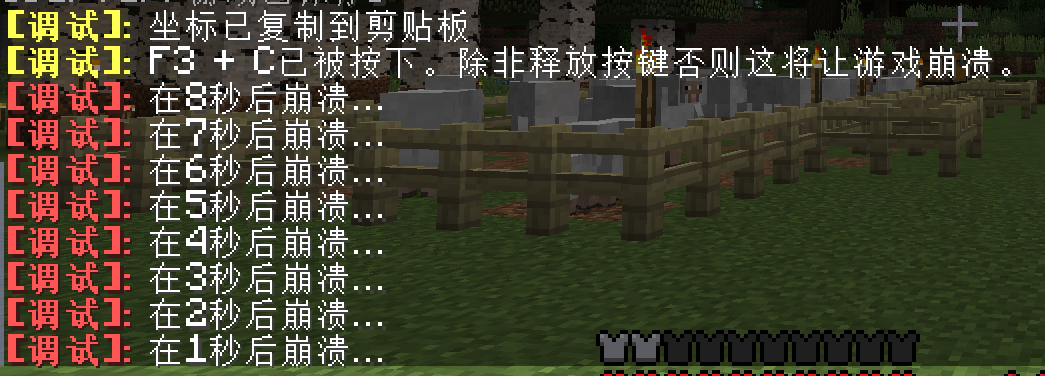 [调试]: 坐标已复制到剪贴板
[调试]: F3 + C已被按下。除非释放按键否则这将让游戏崩溃。
[调试]: 在8秒后崩溃...
[调试]: 在7秒后崩溃...
[调试]: 在6秒后崩溃...
[调试]: 在5秒后崩溃...
[调试]: 在4秒后崩溃...
[调试]: 在3秒后崩溃...
[调试]: 在2秒后崩溃...
[调试]: 在1秒后崩溃...